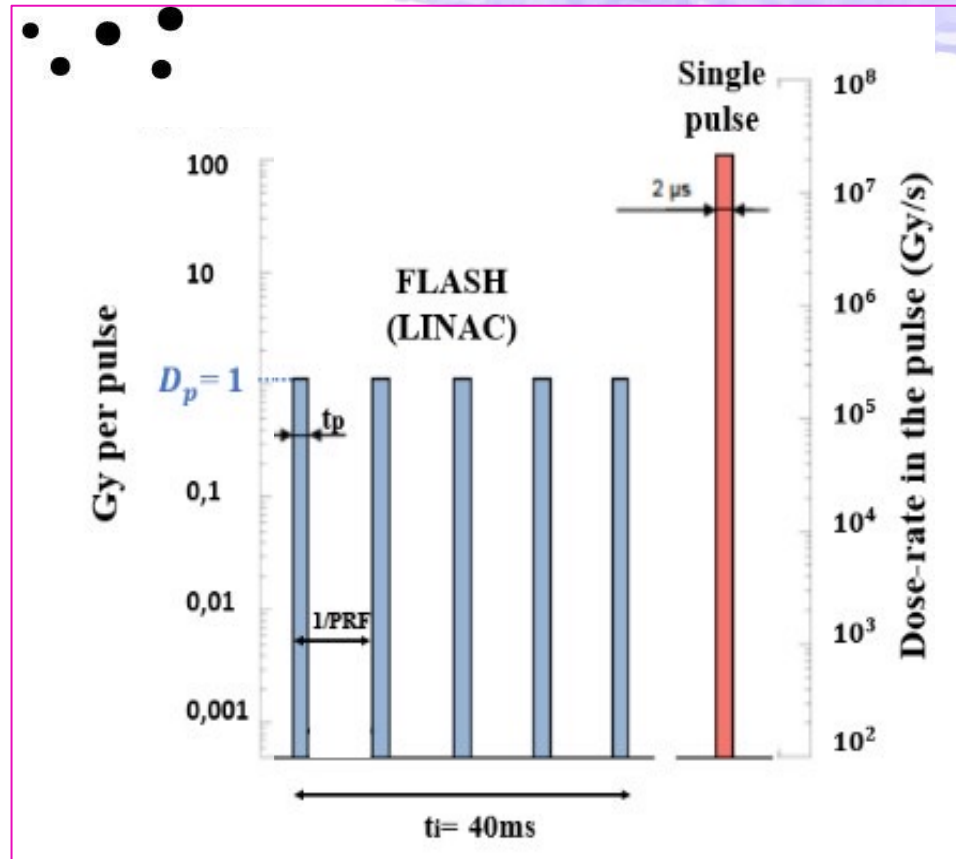 Single
pulse
10⁸
100
2 µs
10⁷
10
FLASH
(LINAC)
10⁶
Gy per pulse
Dₚ= 1
tp
10⁵
Dose-rate in the pulse (Gy/s)
0,1
10⁴
0,01
1/PRF
10³
0,001
10²
ti= 40ms